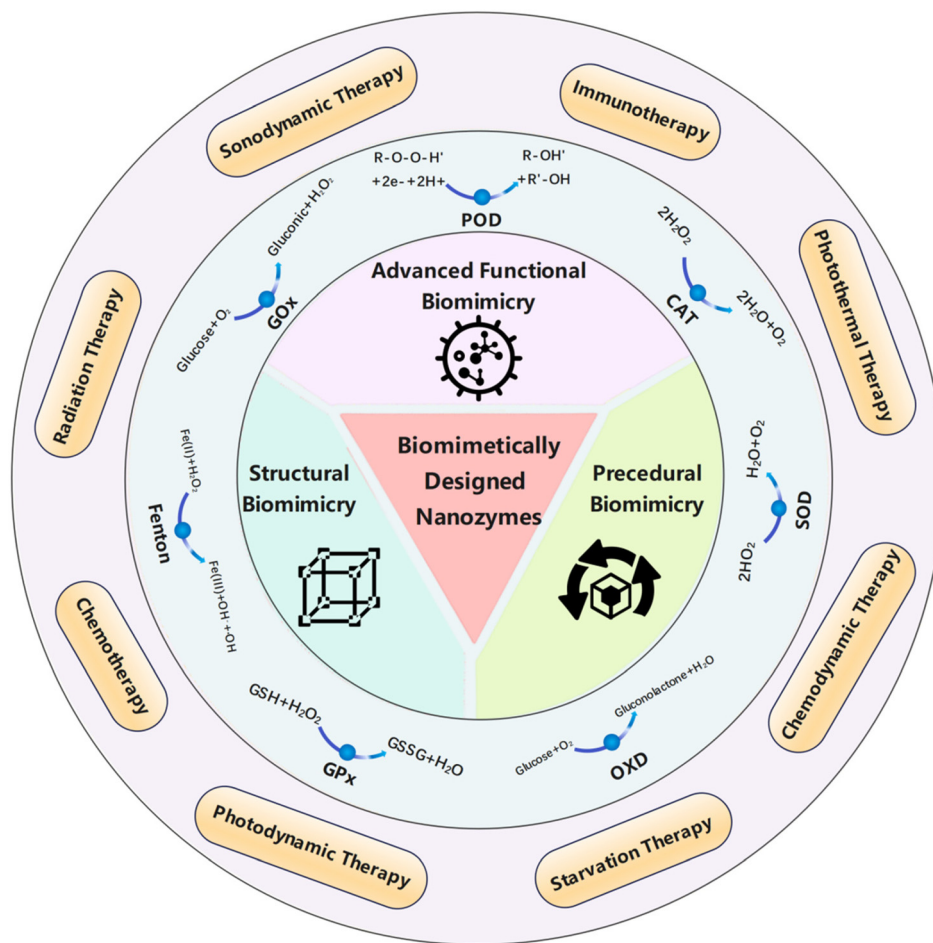 Sonodynamic Therapy
Immunotherapy
Photothermal Therapy
Chemodynamic Therapy
Starvation Therapy
Photodynamic Therapy
Chemotherapy
Radiation Therapy
R-O-O-H'
+2e-+2H+
R-OH'
+R'-OH
POD
2H₂O₂
2H₂O+O₂
CAT
H₂O+O₂
2HO₂
SOD
Glucose+O₂
Gluconolactone+H₂O
OXD
GSH+H₂O₂
GSSG+H₂O
GPx
Fe(II)+H₂O₂
Fe(III)+OH·+OH
Fenton
Glucose+O₂
Gluconic+H₂O₂
GOx
Advanced Functional
Biomimicry
Structural
Biomimicry
Biomimetically
Designed
Nanozymes
Precedural
Biomimicry